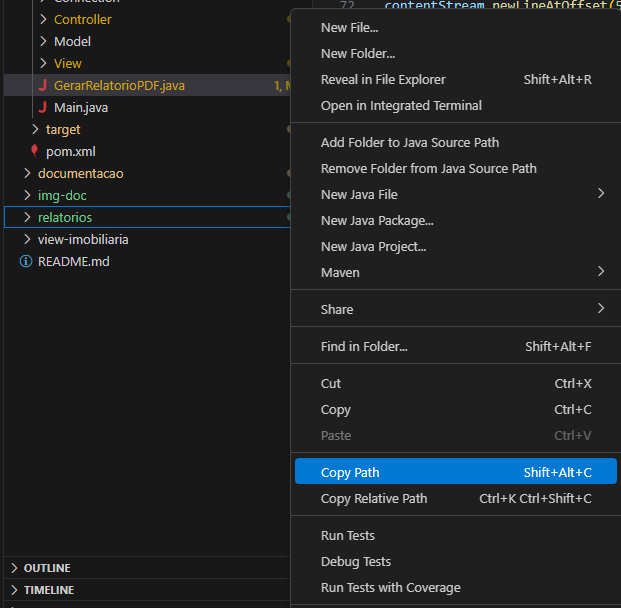 Connection
Controller
Model
View
GerarRelatorioPDF.java 1, M
Main.java
target
pom.xml
documentacao
img-doc
relatorios
view-imobiliaria
README.md
OUTLINE
TIMELINE
72 contentStream.newLineAtOffset(
New File...
New Folder...
Reveal in File Explorer Shift+Alt+R
Open in Integrated Terminal
Add Folder to Java Source Path
Remove Folder from Java Source Path
New Java File
New Java Package...
New Java Project...
Maven
Share
Find in Folder... Shift+Alt+F
Cut Ctrl+X
Copy Ctrl+C
Paste Ctrl+V
Copy Path Shift+Alt+C
Copy Relative Path Ctrl+K Ctrl+Shift+C
Run Tests
Debug Tests
Run Tests with Coverage